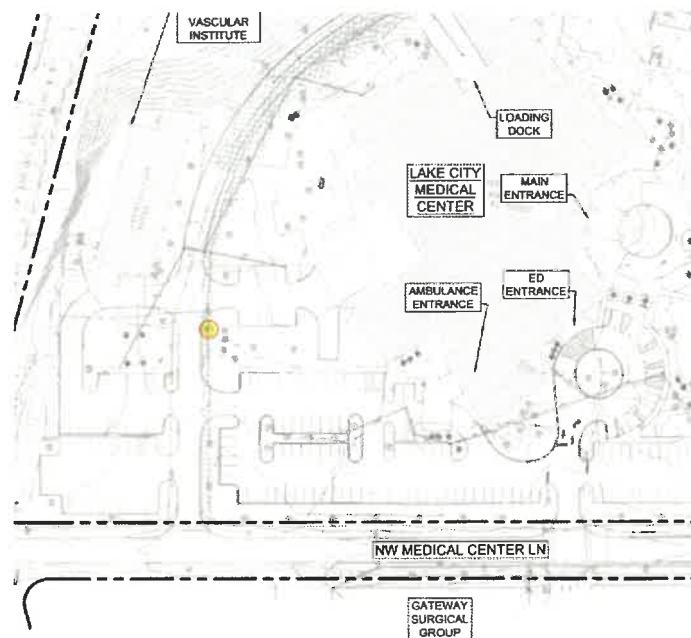 VASCULAR
INSTITUTE
LOADING
DOCK
LAKE CITY
MEDICAL
CENTER
MAIN
ENTRANCE
AMBULANCE
ENTRANCE
ED
ENTRANCE
NW MEDICAL CENTER LN
GATEWAY
SURGICAL
GROUP